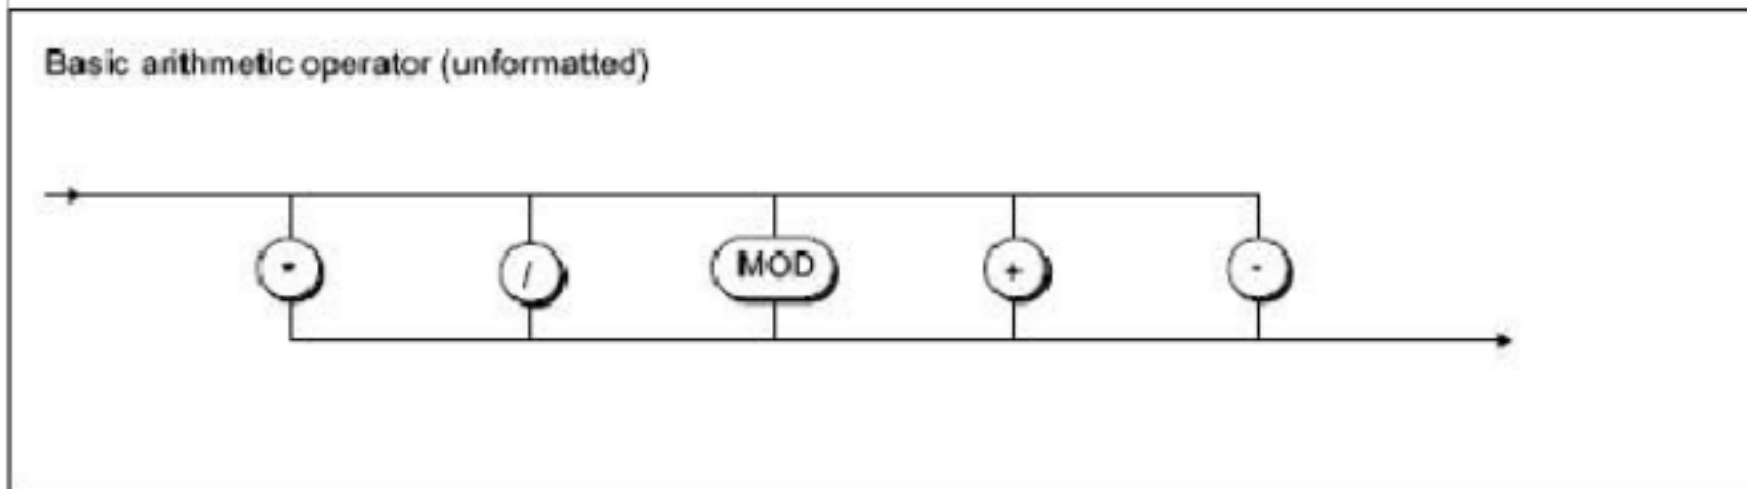 Basic arithmetic operator (unformatted)
* / MOD + -